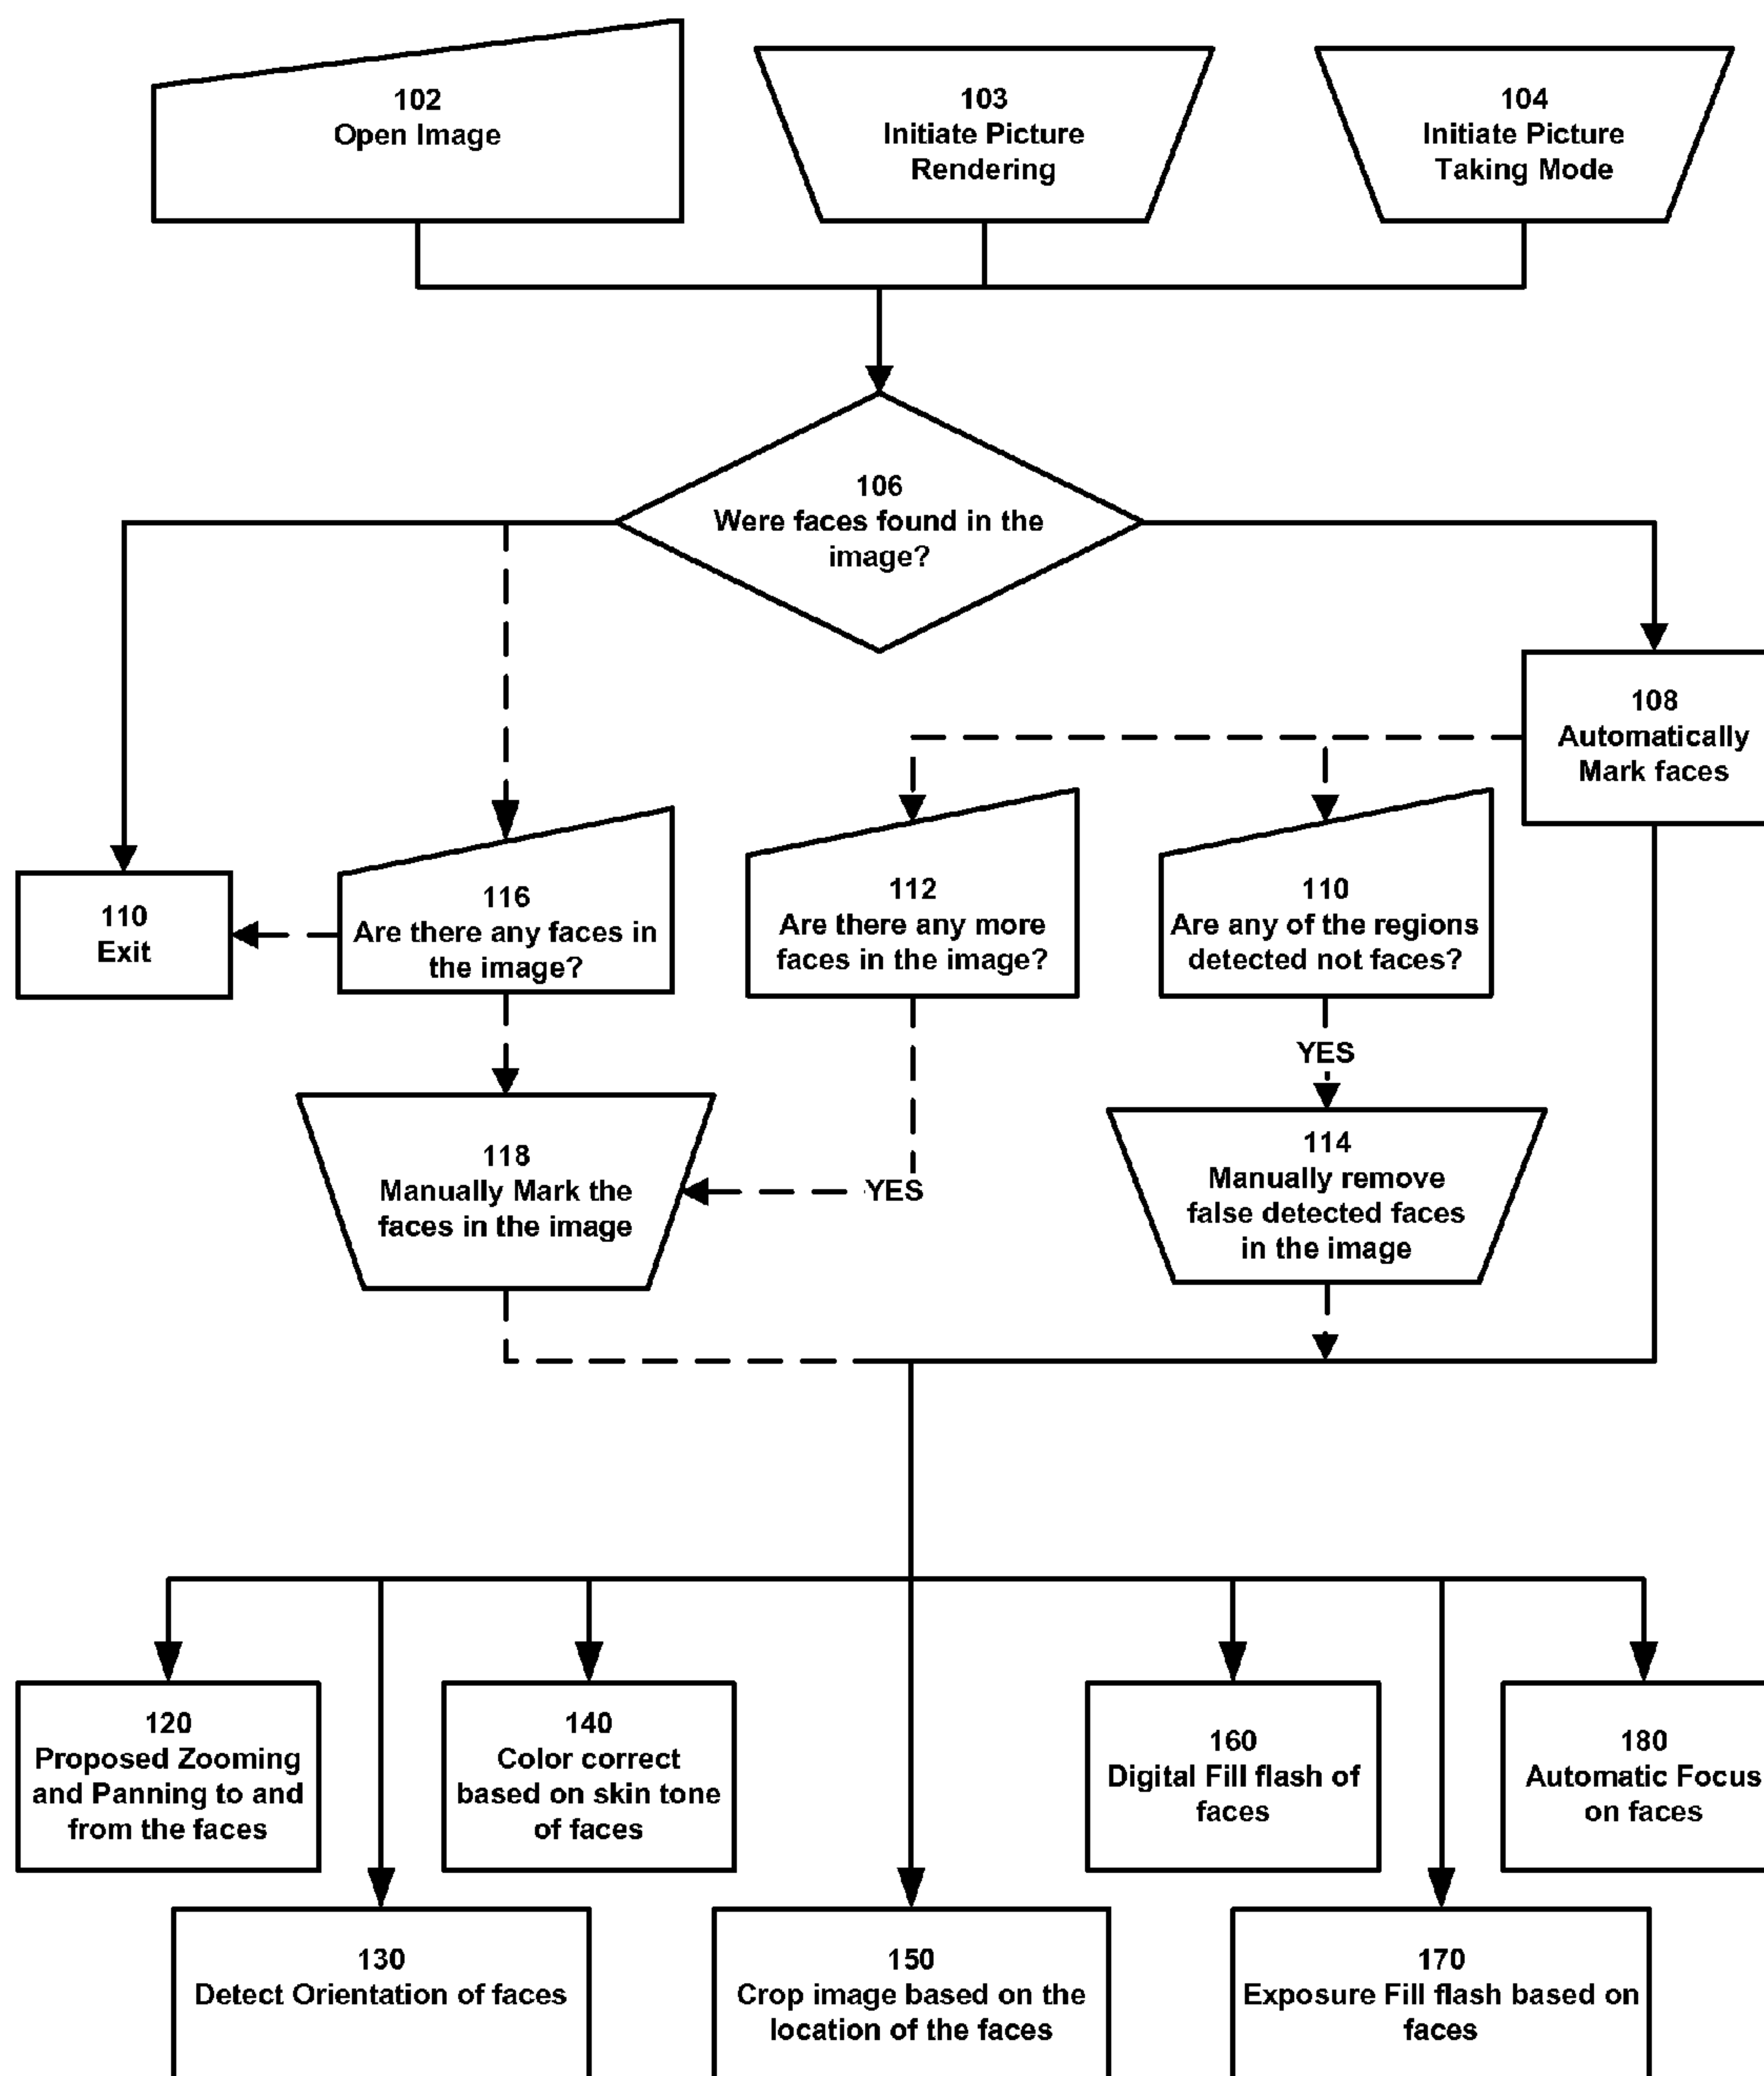 102
Open Image
103
Initiate Picture
Rendering
104
Initiate Picture
Taking Mode
106
Were faces found in the
image?
108
Automatically
Mark faces
110
Exit
116
Are there any faces in
the image?
112
Are there any more
faces in the image?
110
Are any of the regions
detected not faces?
YES
118
Manually Mark the
faces in the image
YES
114
Manually remove
false detected faces
in the image
120
Proposed Zooming
and Panning to and
from the faces
140
Color correct
based on skin tone
of faces
160
Digital Fill flash of
faces
180
Automatic Focus
on faces
130
Detect Orientation of faces
150
Crop image based on the
location of the faces
170
Exposure Fill flash based on
faces